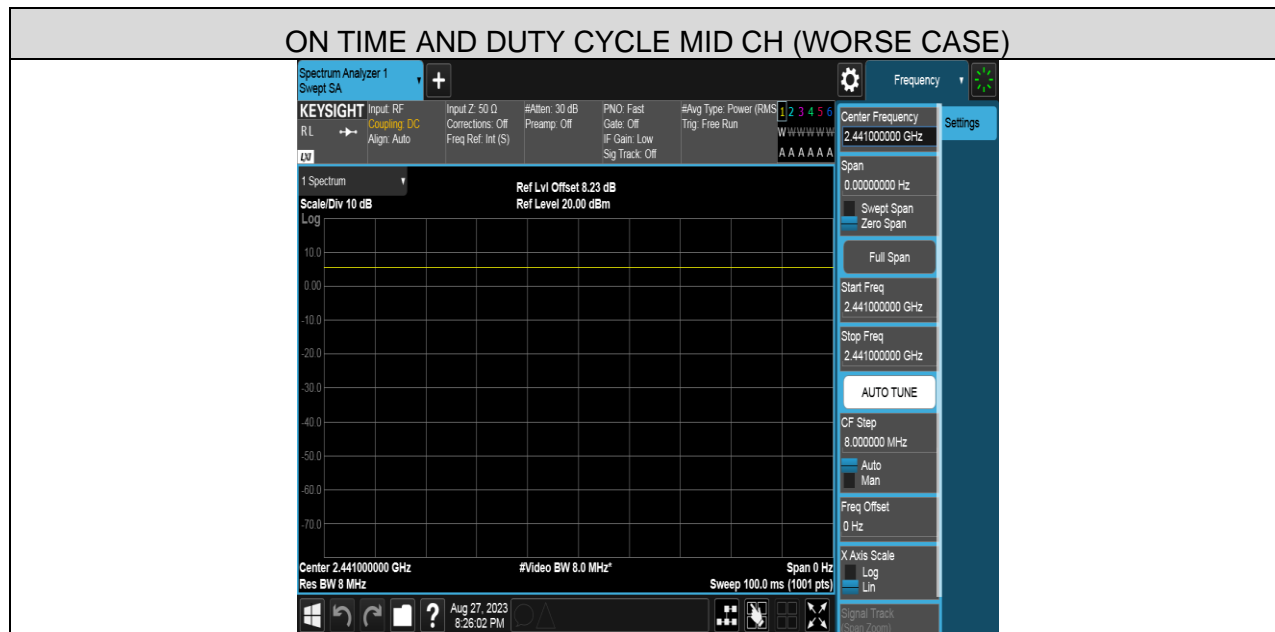 ON TIME AND DUTY CYCLE MID CH (WORSE CASE)
Spectrum Analyzer 1
Swept SA
+
Frequency
KEYSIGHT
RL
LXI
Input: RF
Coupling: DC
Align: Auto
Input Z: 50 Ω
Corrections: Off
Freq Ref: Int (S)
#Atten: 30 dB
Preamp: Off
PNO: Fast
Gate: Off
IF Gain: Low
Sig Track: Off
#Avg Type: Power (RMS
Trig: Free Run
1 2 3 4 5 6
W W W W W W
A A A A A A
1 Spectrum
Scale/Div 10 dB
Ref Lvl Offset 8.23 dB
Ref Level 20.00 dBm
Log
10.0
0.00
-10.0
-20.0
-30.0
-40.0
-50.0
-60.0
-70.0
Center 2.441000000 GHz
#Video BW 8.0 MHz*
Span 0 Hz
Res BW 8 MHz
Sweep 100.0 ms (1001 pts)
?
Aug 27, 2023
8:26:02 PM
Center Frequency
2.441000000 GHz
Settings
Span
0.00000000 Hz
Swept Span
Zero Span
Full Span
Start Freq
2.441000000 GHz
Stop Freq
2.441000000 GHz
AUTO TUNE
CF Step
8.000000 MHz
Auto
Man
Freq Offset
0 Hz
X Axis Scale
Log
Lin
Signal Track
(Span Zoom)